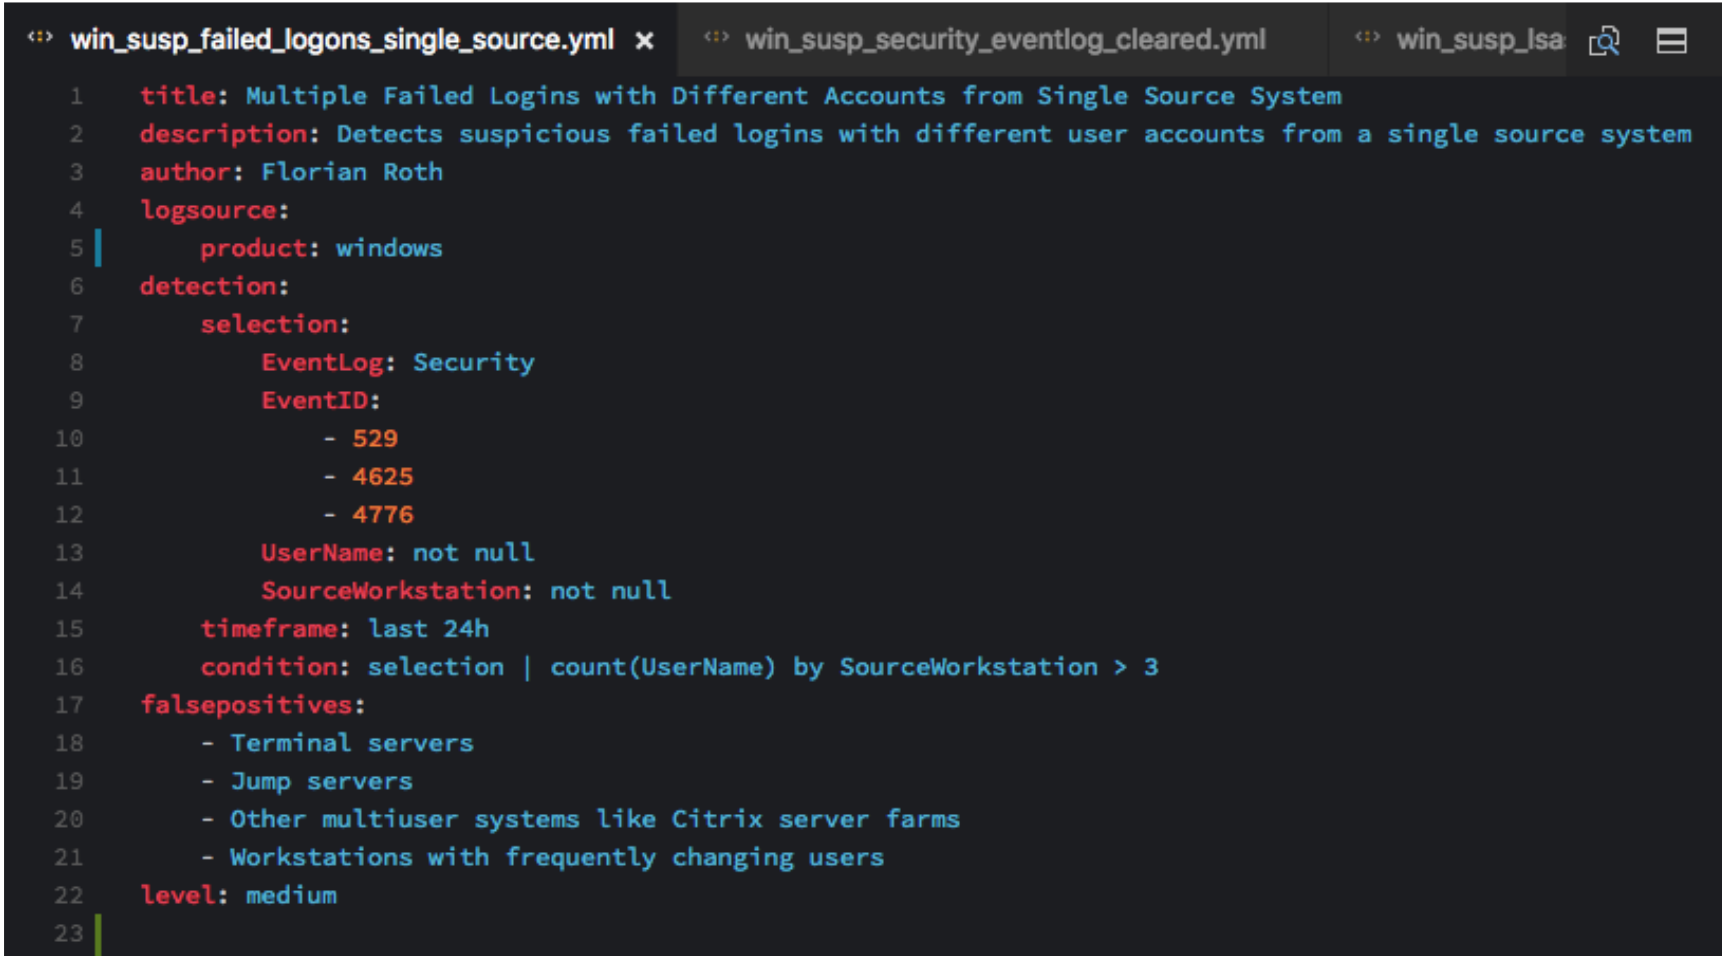 win_susp_failed_logons_single_source.yml × win_susp_security_eventlog_cleared.yml win_susp_lsa
1 title: Multiple Failed Logins with Different Accounts from Single Source System
2 description: Detects suspicious failed logins with different user accounts from a single source system
3 author: Florian Roth
4 logsource:
5 product: windows
6 detection:
7 selection:
8 EventLog: Security
9 EventID:
10 - 529
11 - 4625
12 - 4776
13 UserName: not null
14 SourceWorkstation: not null
15 timeframe: last 24h
16 condition: selection | count(UserName) by SourceWorkstation > 3
17 falsepositives:
18 - Terminal servers
19 - Jump servers
20 - Other multiuser systems like Citrix server farms
21 - Workstations with frequently changing users
22 level: medium
23